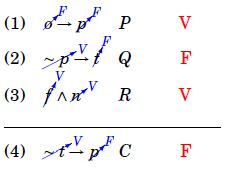 (1) o F → p F P V
(2) ~ p V → t F Q F
(3) f V ∧ n V R V
(4) ~ t V → p F C F